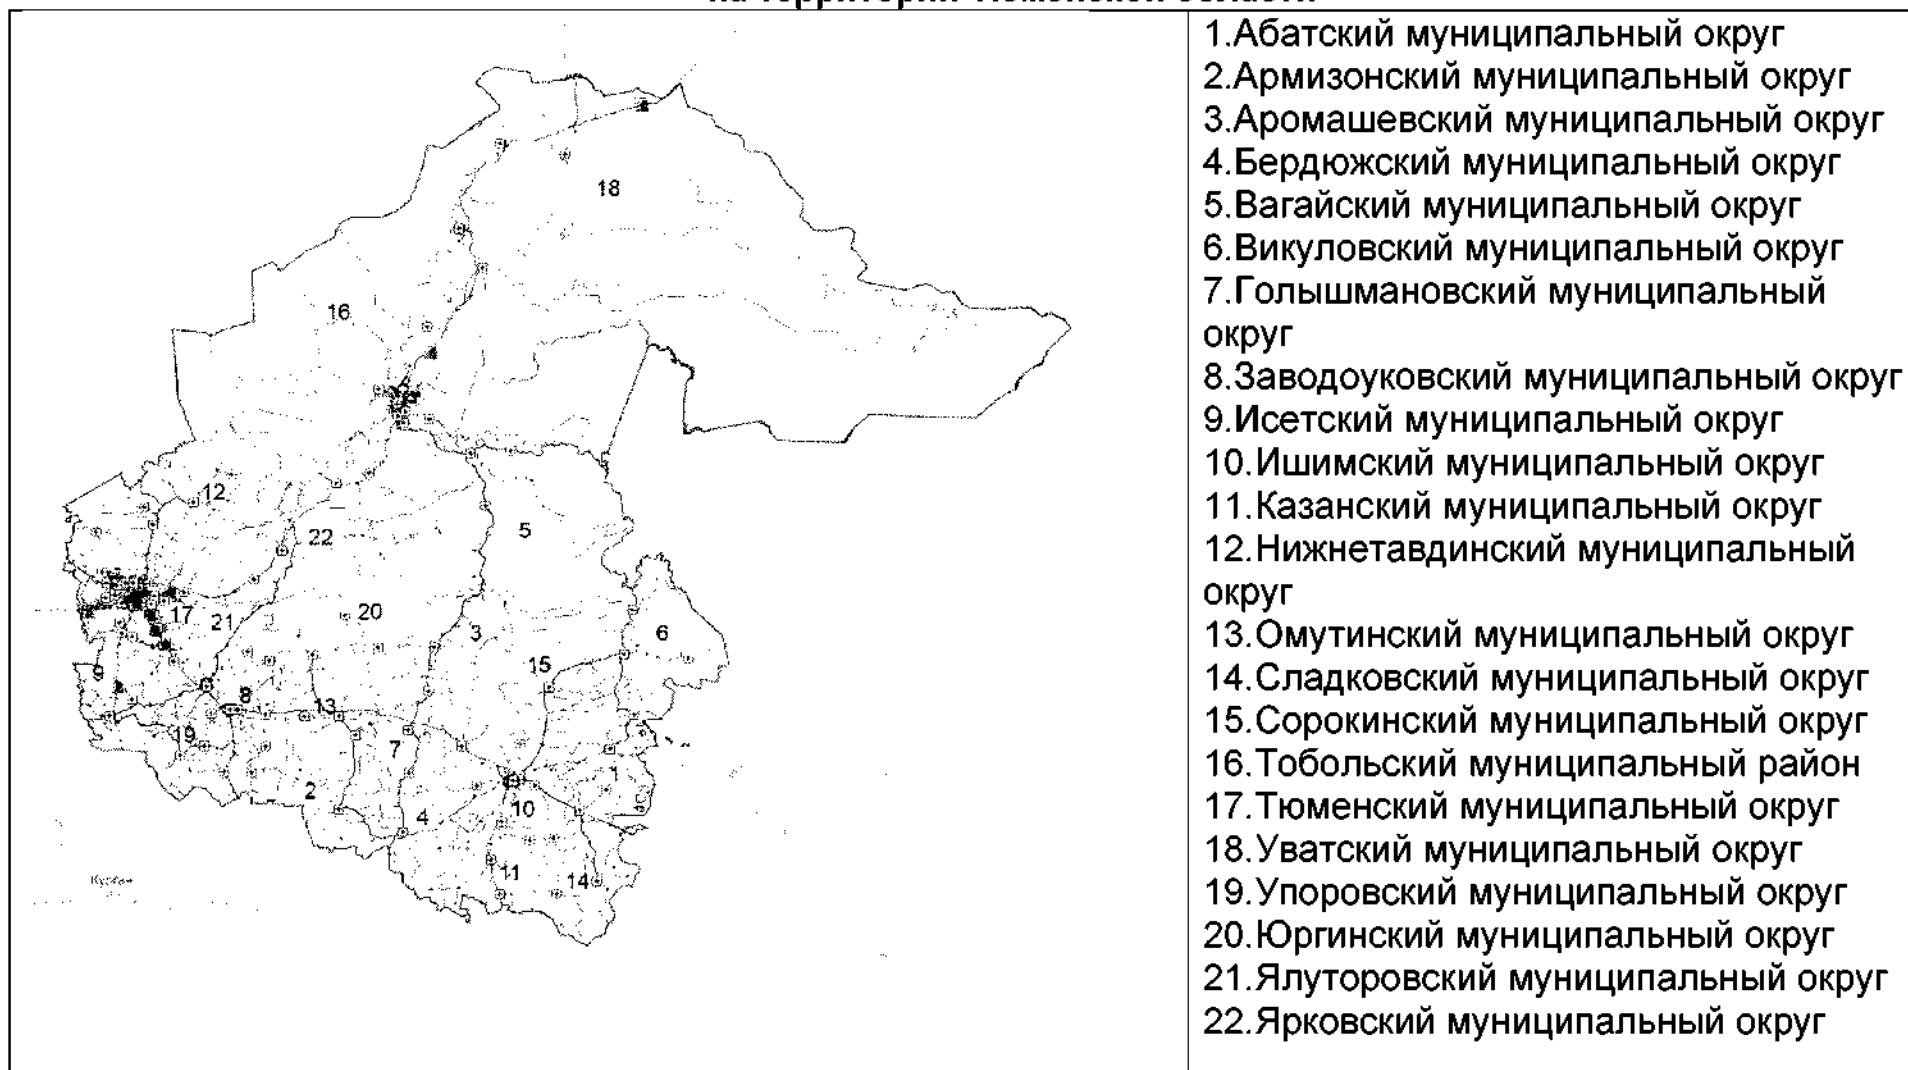 на территории Тюменской области
18
16
12
22
5
20
17
21
3
6
15
9
8
13
19
7
1
2
10
4
11
14
Курган
1.Абатский муниципальный округ
2.Армизонский муниципальный округ
3.Аромашевский муниципальный округ
4.Бердюжский муниципальный округ
5.Вагайский муниципальный округ
6.Викуловский муниципальный округ
7.Голышмановский муниципальный
округ
8.Заводоуковский муниципальный округ
9.Исетский муниципальный округ
10.Ишимский муниципальный округ
11.Казанский муниципальный округ
12.Нижнетавдинский муниципальный
округ
13.Омутинский муниципальный округ
14.Сладковский муниципальный округ
15.Сорокинский муниципальный округ
16.Тобольский муниципальный район
17.Тюменский муниципальный округ
18.Уватский муниципальный округ
19.Упоровский муниципальный округ
20.Юргинский муниципальный округ
21.Ялуторовский муниципальный округ
22.Ярковский муниципальный округ